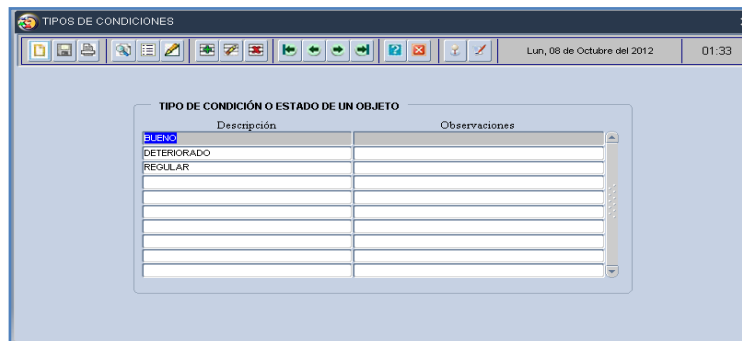 TIPOS DE CONDICIONES
Lun, 08 de Octubre del 2012 01:33
TIPO DE CONDICIÓN O ESTADO DE UN OBJETO
Descripción Observaciones
BUENO
DETERIORADO
REGULAR